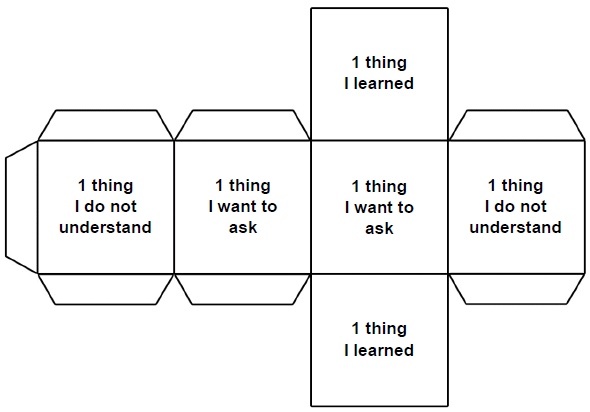 1 thing
I learned
1 thing
I do not
understand
1 thing
I want to
ask
1 thing
I want to
ask
1 thing
I do not
understand
1 thing
I learned